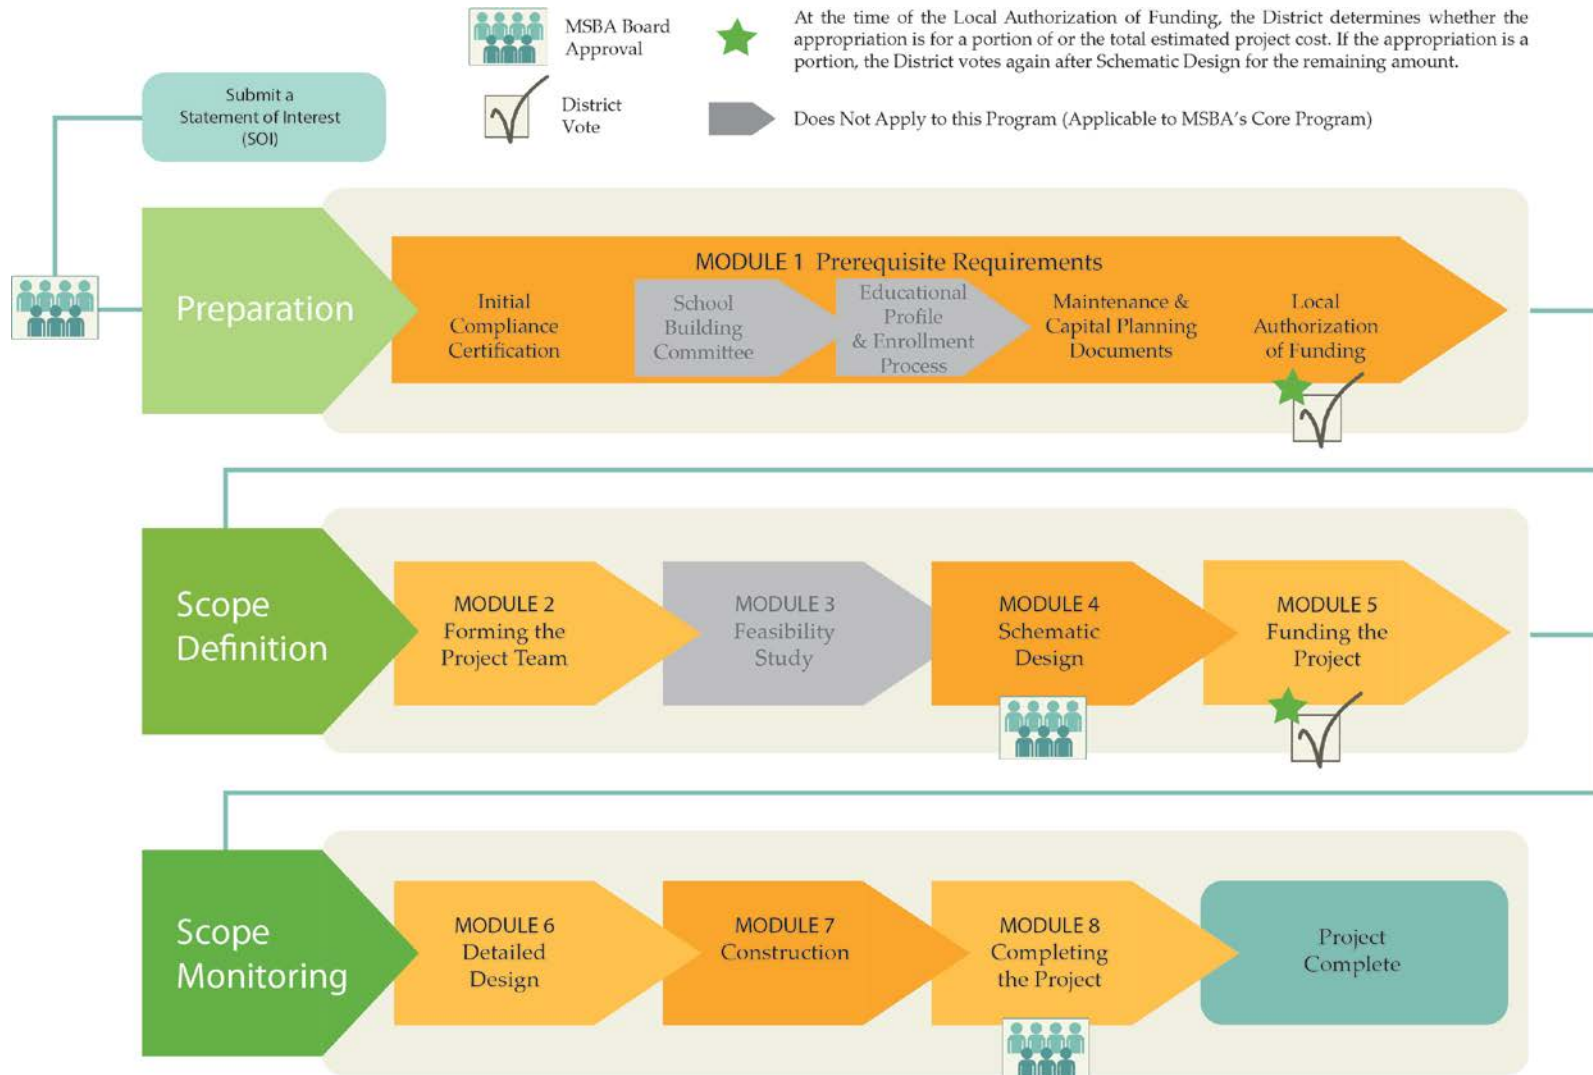 MSBA Board
Approval
At the time of the Local Authorization of Funding, the District determines whether the
appropriation is for a portion of or the total estimated project cost. If the appropriation is a
portion, the District votes again after Schematic Design for the remaining amount.
District
Vote
Does Not Apply to this Program (Applicable to MSBA's Core Program)
Submit a
Statement of Interest
(SOI)
Preparation
MODULE 1 Prerequisite Requirements
Initial
Compliance
Certification
School
Building
Committee
Educational
Profile
& Enrollment
Process
Maintenance &
Capital Planning
Documents
Local
Authorization
of Funding
Scope
Definition
MODULE 2
Forming the
Project Team
MODULE 3
Feasibility
Study
MODULE 4
Schematic
Design
MODULE 5
Funding the
Project
Scope
Monitoring
MODULE 6
Detailed
Design
MODULE 7
Construction
MODULE 8
Completing
the Project
Project
Complete